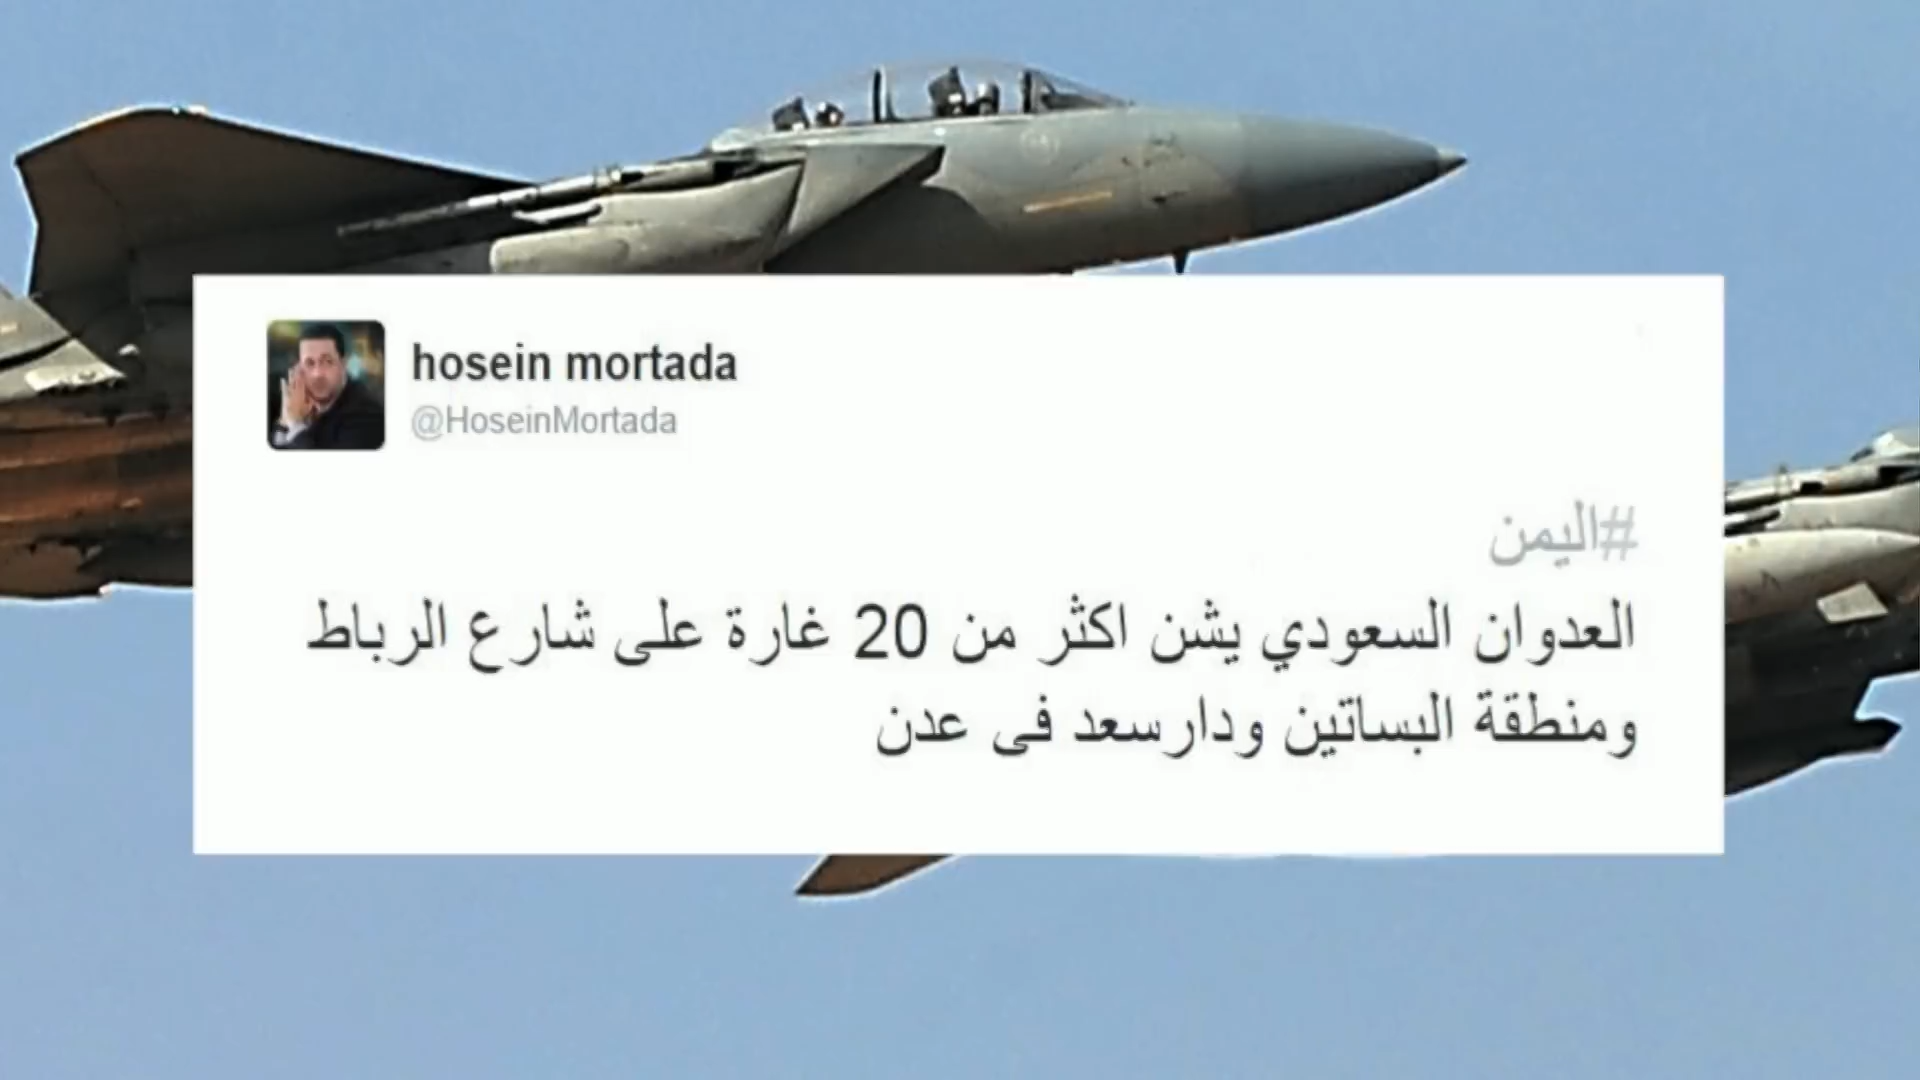 hosein mortada
@HoseinMortada
#اليمن
العدوان السعودي يشن اكثر من 20 غارة على شارع الرباط
ومنطقة البساتين ودارسعد فى عدن